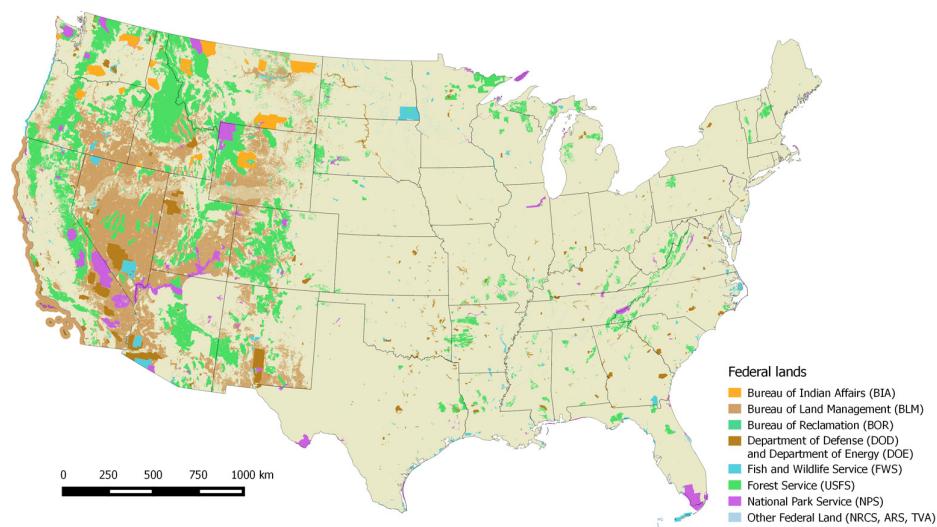 Federal lands
Bureau of Indian Affairs (BIA)
Bureau of Land Management (BLM)
Bureau of Reclamation (BOR)
Department of Defense (DOD)
and Department of Energy (DOE)
Fish and Wildlife Service (FWS)
Forest Service (USFS)
National Park Service (NPS)
Other Federal Land (NRCS, ARS, TVA)
0 250 500 750 1000 km